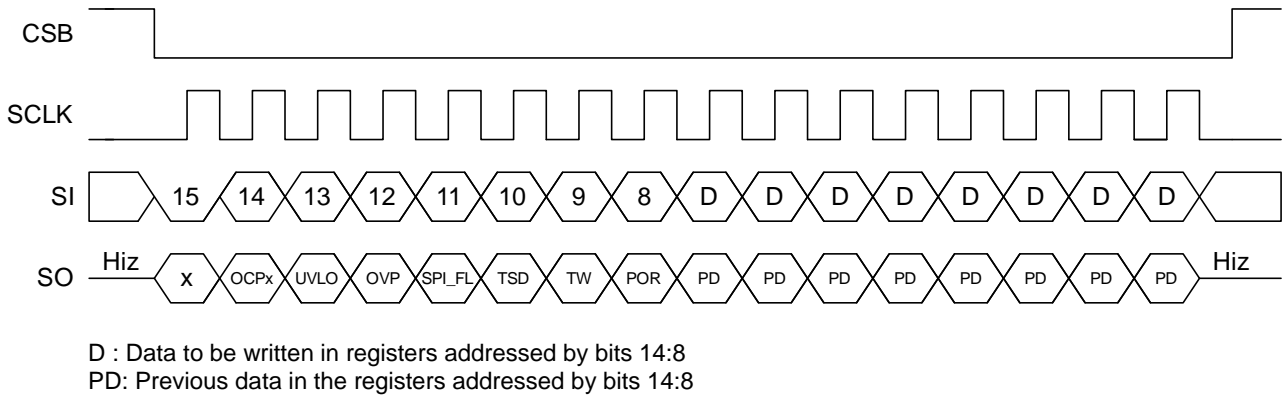 CSB
SCLK
SI 15 14 13 12 11 10 9 8 D D D D D D D D
SO Hiz x OCPx UVLO OVP SPI_FL TSD TW POR PD PD PD PD PD PD PD PD Hiz
D : Data to be written in registers addressed by bits 14:8
PD: Previous data in the registers addressed by bits 14:8